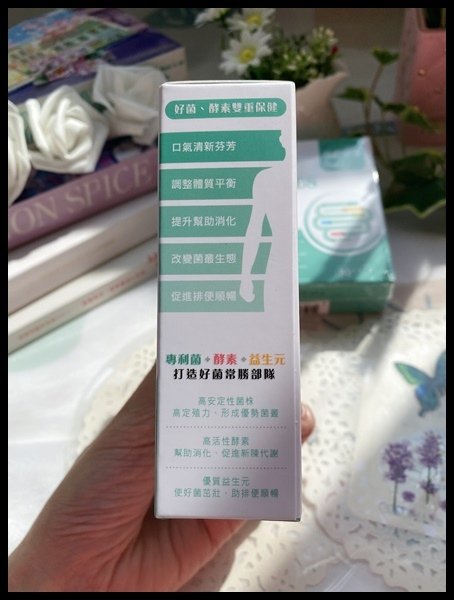 好菌、酵素雙重保健
口氣清新芬芳
調整體質平衡
提升幫助消化
改變菌叢生態
促進排便順暢
專利菌+酵素+益生元
打造好菌常勝部隊
高安定性菌株
高定殖力、形成優勢菌叢
高活性酵素
幫助消化、促進新陳代謝
優質益生元
使好菌茁壯，助排便順暢
ON SPICE